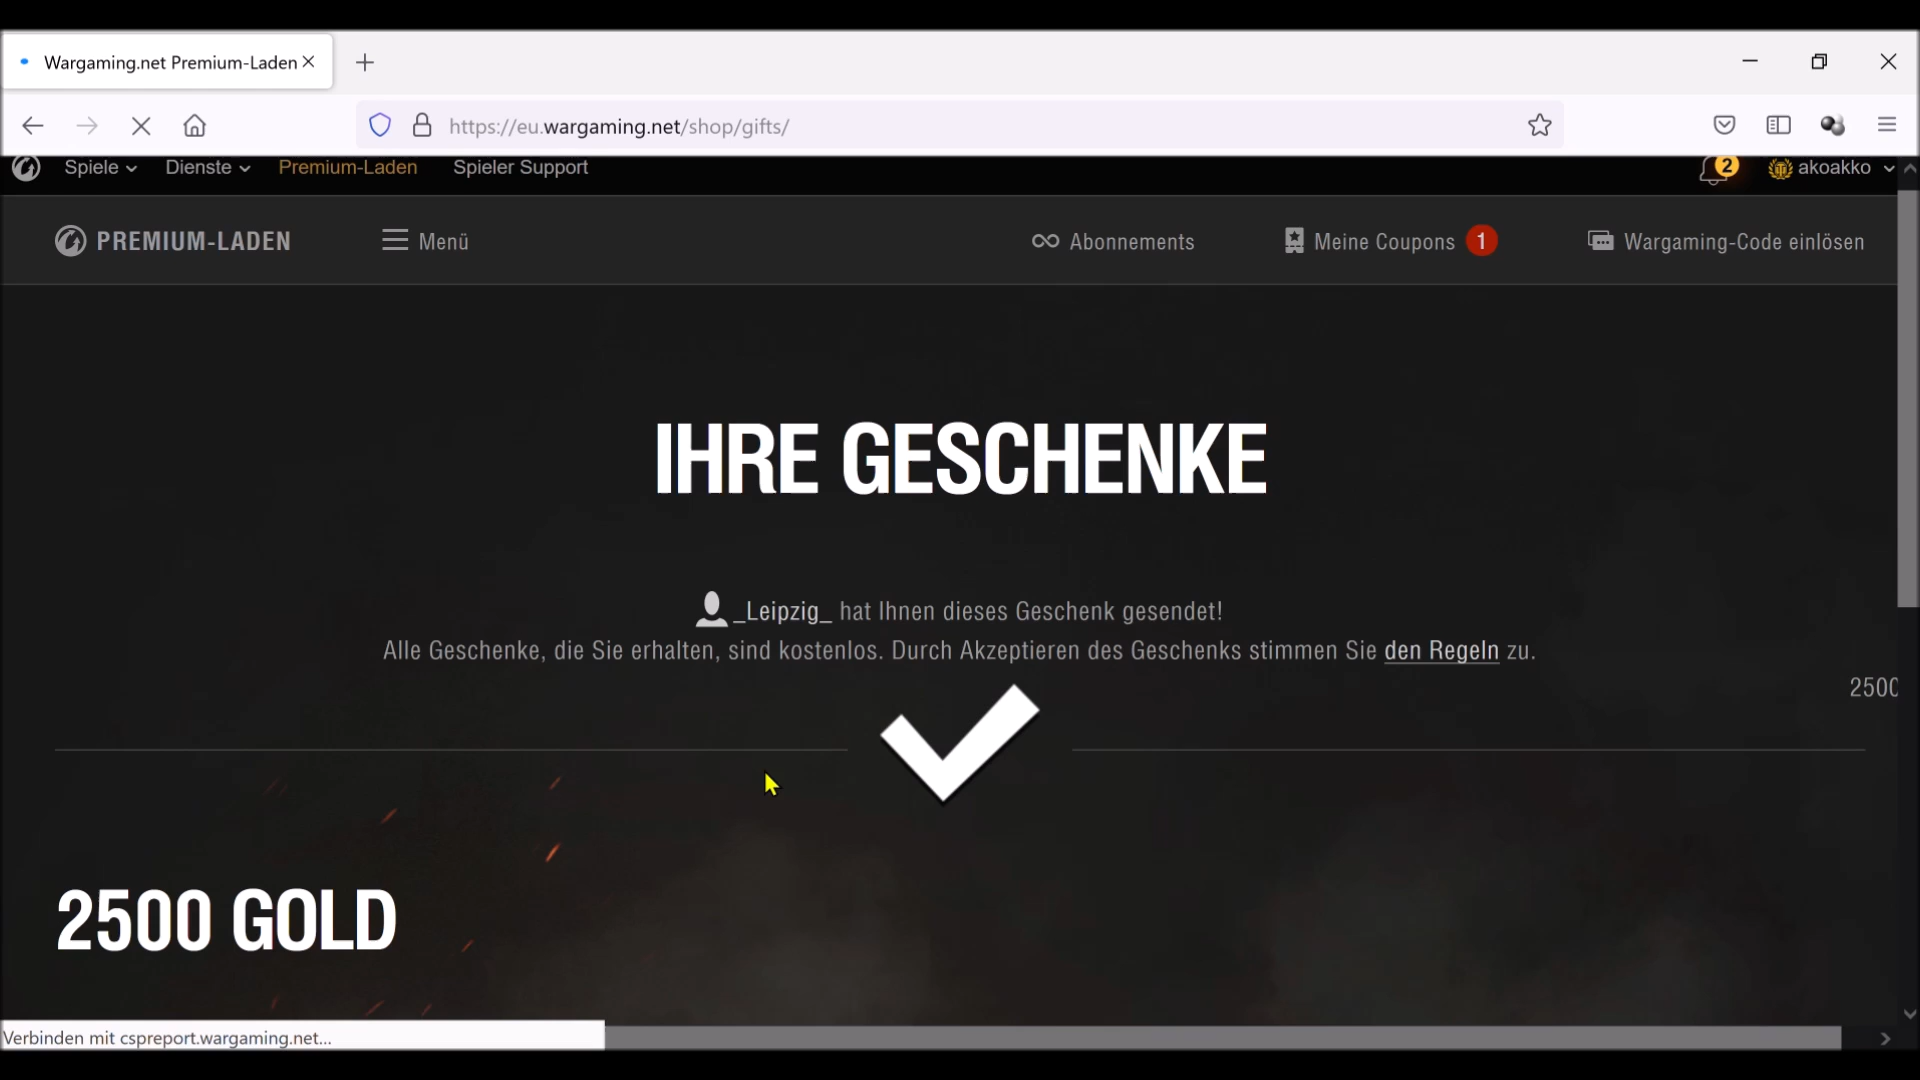 Wargaming.net Premium-Laden
https://eu.wargaming.net/shop/gifts/
Spiele Dienste Premium-Laden Spieler Support 2 akoakko
PREMIUM-LADEN Menü Abonnements Meine Coupons 1 Wargaming-Code einlösen
IHRE GESCHENKE
_Leipzig_ hat Ihnen dieses Geschenk gesendet!
Alle Geschenke, die Sie erhalten, sind kostenlos. Durch Akzeptieren des Geschenks stimmen Sie den Regeln zu.
2500
2500 GOLD
Verbinden mit cspreport.wargaming.net...